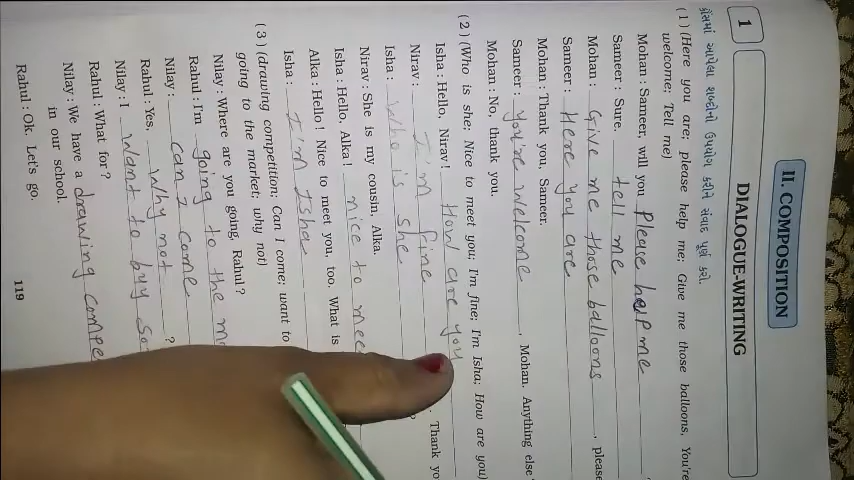 II. COMPOSITION
1
DIALOGUE-WRITING
કૌંસમાં આપેલા શબ્દોનો ઉપયોગ કરીને સંવાદ પૂર્ણ કરો.
(1) (Here you are; please help me; Give me those balloons, You're
welcome; Tell me)
Mohan : Sameer, will you Please help me
Sameer : Sure, tell me
Mohan : Give me those balloons, please
Sameer : Here you are
Mohan : Thank you, Sameer.
Sameer : You're welcome, Mohan. Anything else
Mohan : No, thank you.
(2) (Who is she; Nice to meet you; I'm fine; I'm Isha; How are you)
Isha : Hello, Nirav! How are you
Nirav : I'm fine. Thank yo
Isha : Who is she ?
Nirav : She is my cousin, Alka.
Isha : Hello, Alka! nice to mee
Alka : Hello! Nice to meet you, too. What is
Isha : I'm Isha
(3) (drawing competition; Can I come; want to
going to the market; why not)
Nilay : Where are you going, Rahul?
Rahul : I'm going to the m
Nilay : can I come ?
Rahul : Yes, why not
Nilay : I want to buy so
Rahul : What for?
Nilay : We have a drawing compe
in our school.
Rahul : Ok. Let's go.
119